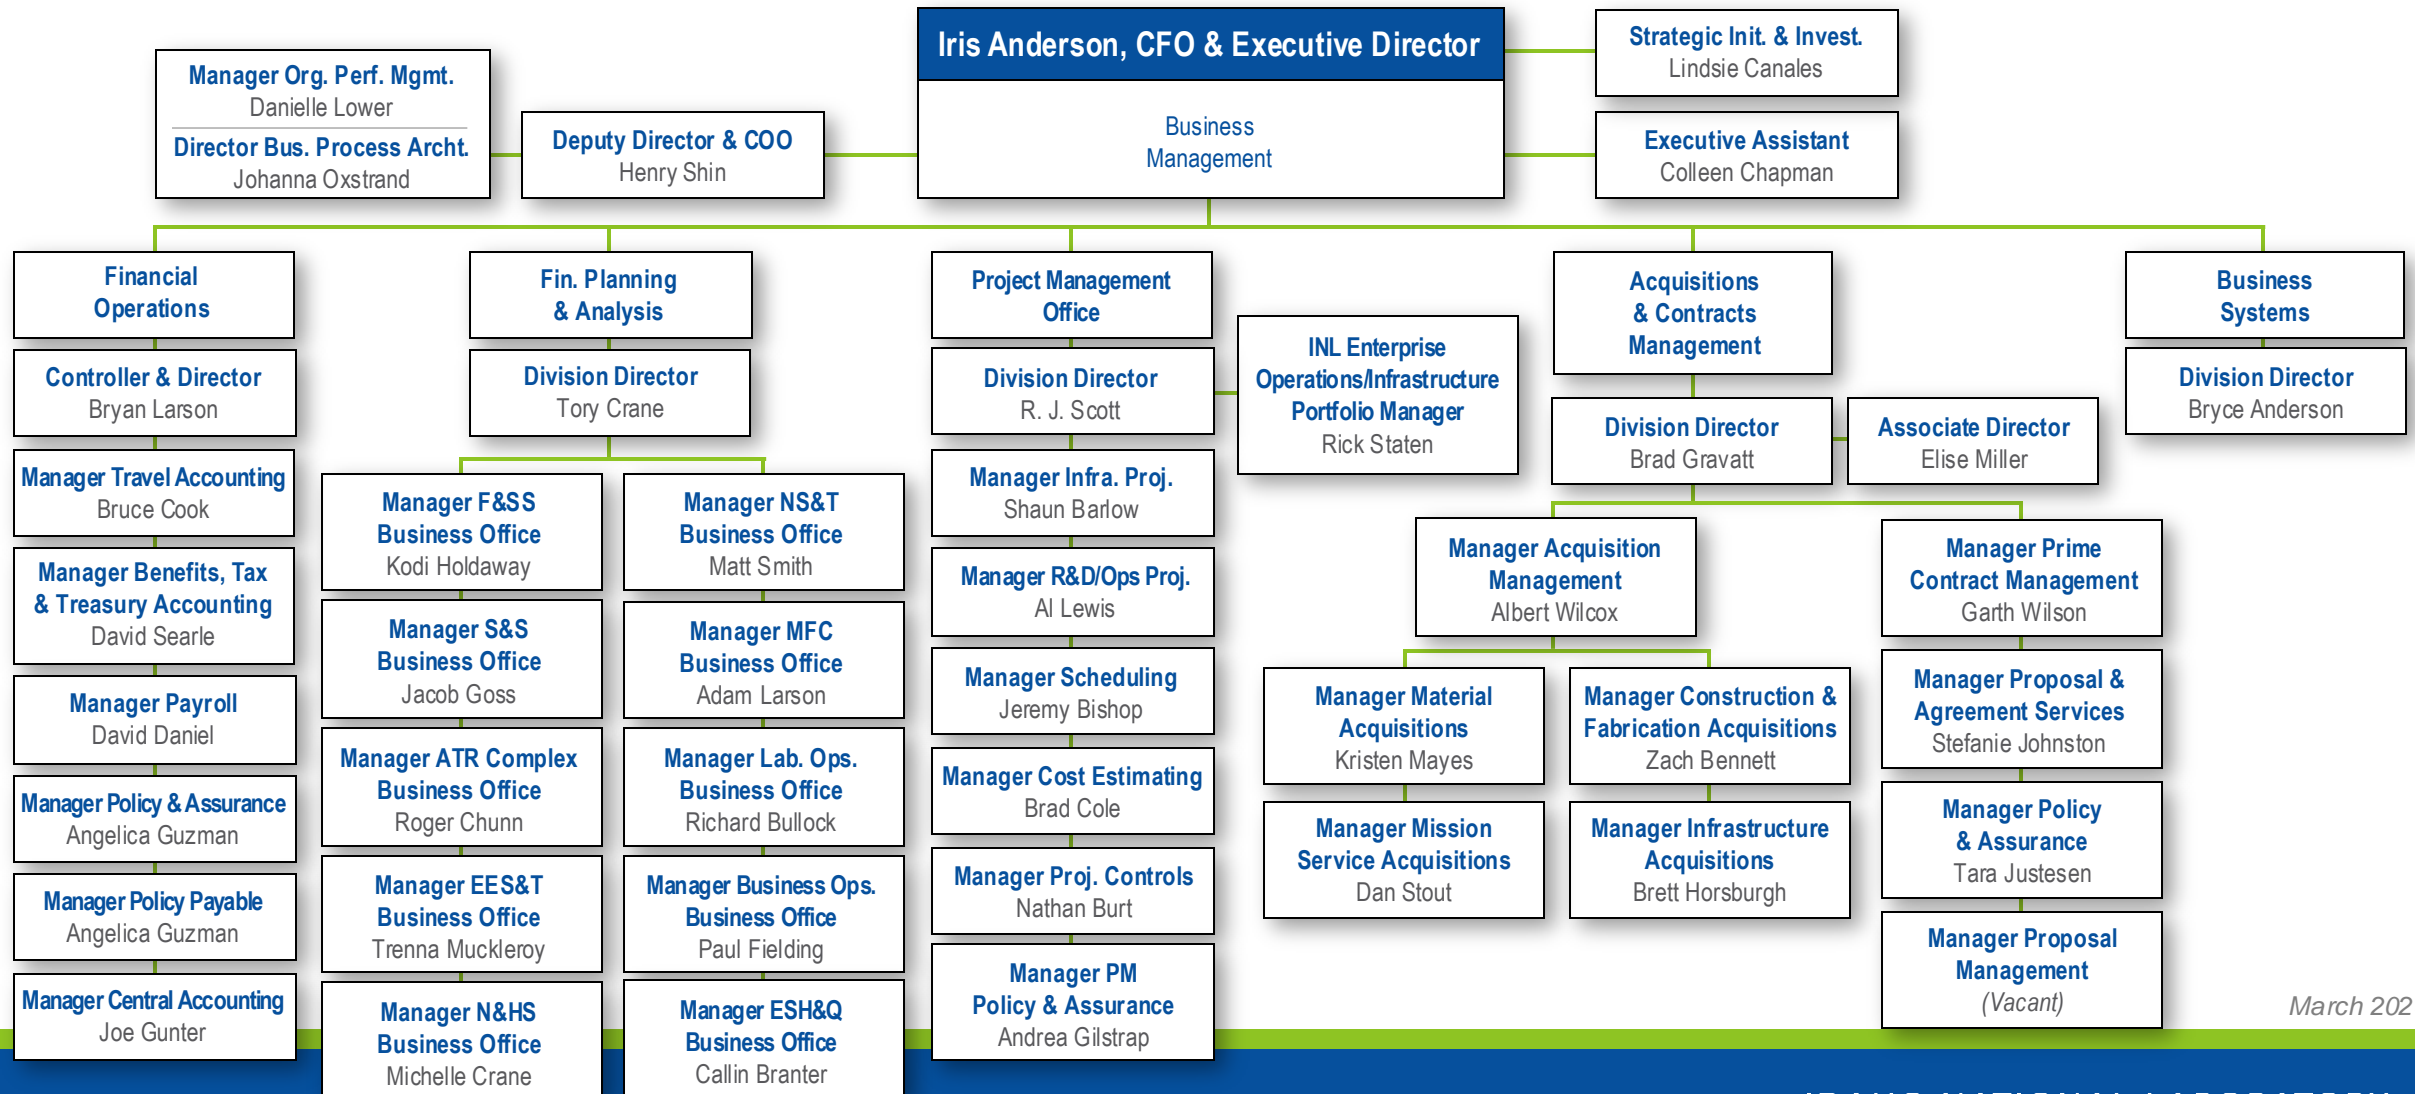 Iris Anderson, CFO & Executive Director
Business
Management
Strategic Init. & Invest.
Lindsie Canales
Executive Assistant
Colleen Chapman
Manager Org. Perf. Mgmt.
Danielle Lower
Director Bus. Process Archt.
Johanna Oxstrand
Deputy Director & COO
Henry Shin
Financial
Operations
Controller & Director
Bryan Larson
Manager Travel Accounting
Bruce Cook
Manager Benefits, Tax
& Treasury Accounting
David Searle
Manager Payroll
David Daniel
Manager Policy & Assurance
Angelica Guzman
Manager Policy Payable
Angelica Guzman
Manager Central Accounting
Joe Gunter
Fin. Planning
& Analysis
Division Director
Tory Crane
Manager F&SS
Business Office
Kodi Holdaway
Manager S&S
Business Office
Jacob Goss
Manager ATR Complex
Business Office
Roger Chunn
Manager EES&T
Business Office
Trenna Muckleroy
Manager N&HS
Business Office
Michelle Crane
Manager NS&T
Business Office
Matt Smith
Manager MFC
Business Office
Adam Larson
Manager Lab. Ops.
Business Office
Richard Bullock
Manager Business Ops.
Business Office
Paul Fielding
Manager ESH&Q
Business Office
Callin Branter
Project Management
Office
Division Director
R. J. Scott
INL Enterprise
Operations/Infrastructure
Portfolio Manager
Rick Staten
Manager Infra. Proj.
Shaun Barlow
Manager R&D/Ops Proj.
Al Lewis
Manager Scheduling
Jeremy Bishop
Manager Cost Estimating
Brad Cole
Manager Proj. Controls
Nathan Burt
Manager PM
Policy & Assurance
Andrea Gilstrap
Acquisitions
& Contracts
Management
Division Director
Brad Gravatt
Associate Director
Elise Miller
Manager Acquisition
Management
Albert Wilcox
Manager Material
Acquisitions
Kristen Mayes
Manager Mission
Service Acquisitions
Dan Stout
Manager Construction &
Fabrication Acquisitions
Zach Bennett
Manager Infrastructure
Acquisitions
Brett Horsburgh
Manager Prime
Contract Management
Garth Wilson
Manager Proposal &
Agreement Services
Stefanie Johnston
Manager Policy
& Assurance
Tara Justesen
Manager Proposal
Management
(Vacant)
Business
Systems
Division Director
Bryce Anderson
March 202